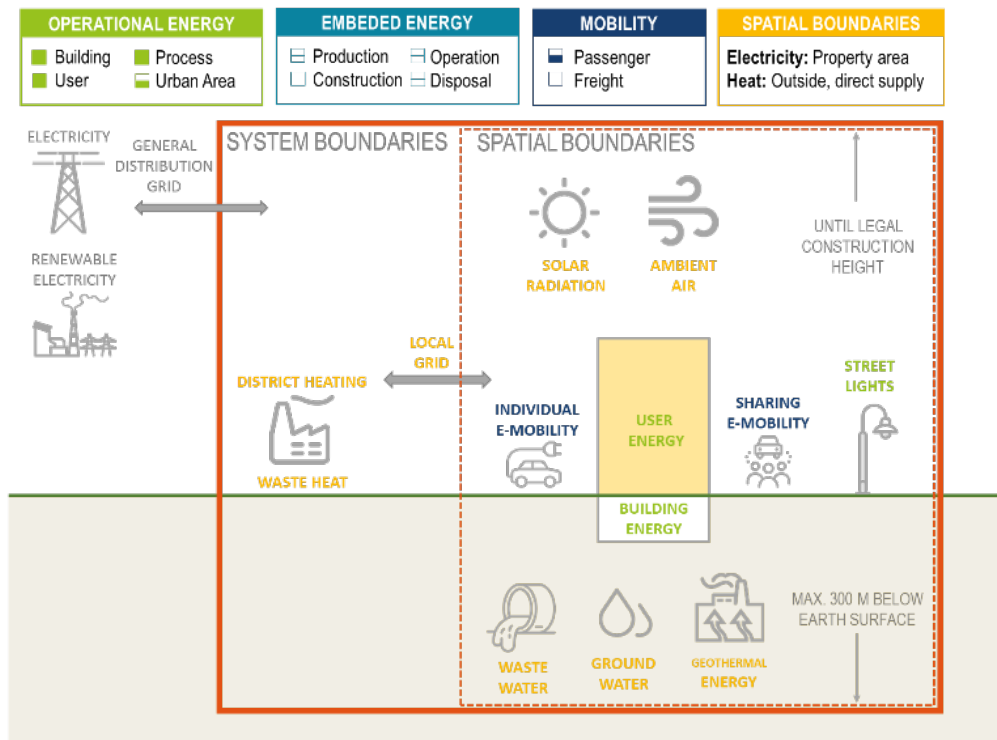 OPERATIONAL ENERGY
Building
Process
User
Urban Area
EMBEDED ENERGY
Production
Operation
Construction
Disposal
MOBILITY
Passenger
Freight
SPATIAL BOUNDARIES
Electricity: Property area
Heat: Outside, direct supply
ELECTRICITY
GENERAL
DISTRIBUTION
GRID
RENEWABLE
ELECTRICITY
SYSTEM BOUNDARIES
SPATIAL BOUNDARIES
SOLAR
RADIATION
AMBIENT
AIR
UNTIL LEGAL
CONSTRUCTION
HEIGHT
LOCAL
GRID
DISTRICT HEATING
WASTE HEAT
INDIVIDUAL
E-MOBILITY
USER
ENERGY
SHARING
E-MOBILITY
STREET
LIGHTS
BUILDING
ENERGY
WASTE
WATER
GROUND
WATER
GEOTHERMAL
ENERGY
MAX. 300 M BELOW
EARTH SURFACE